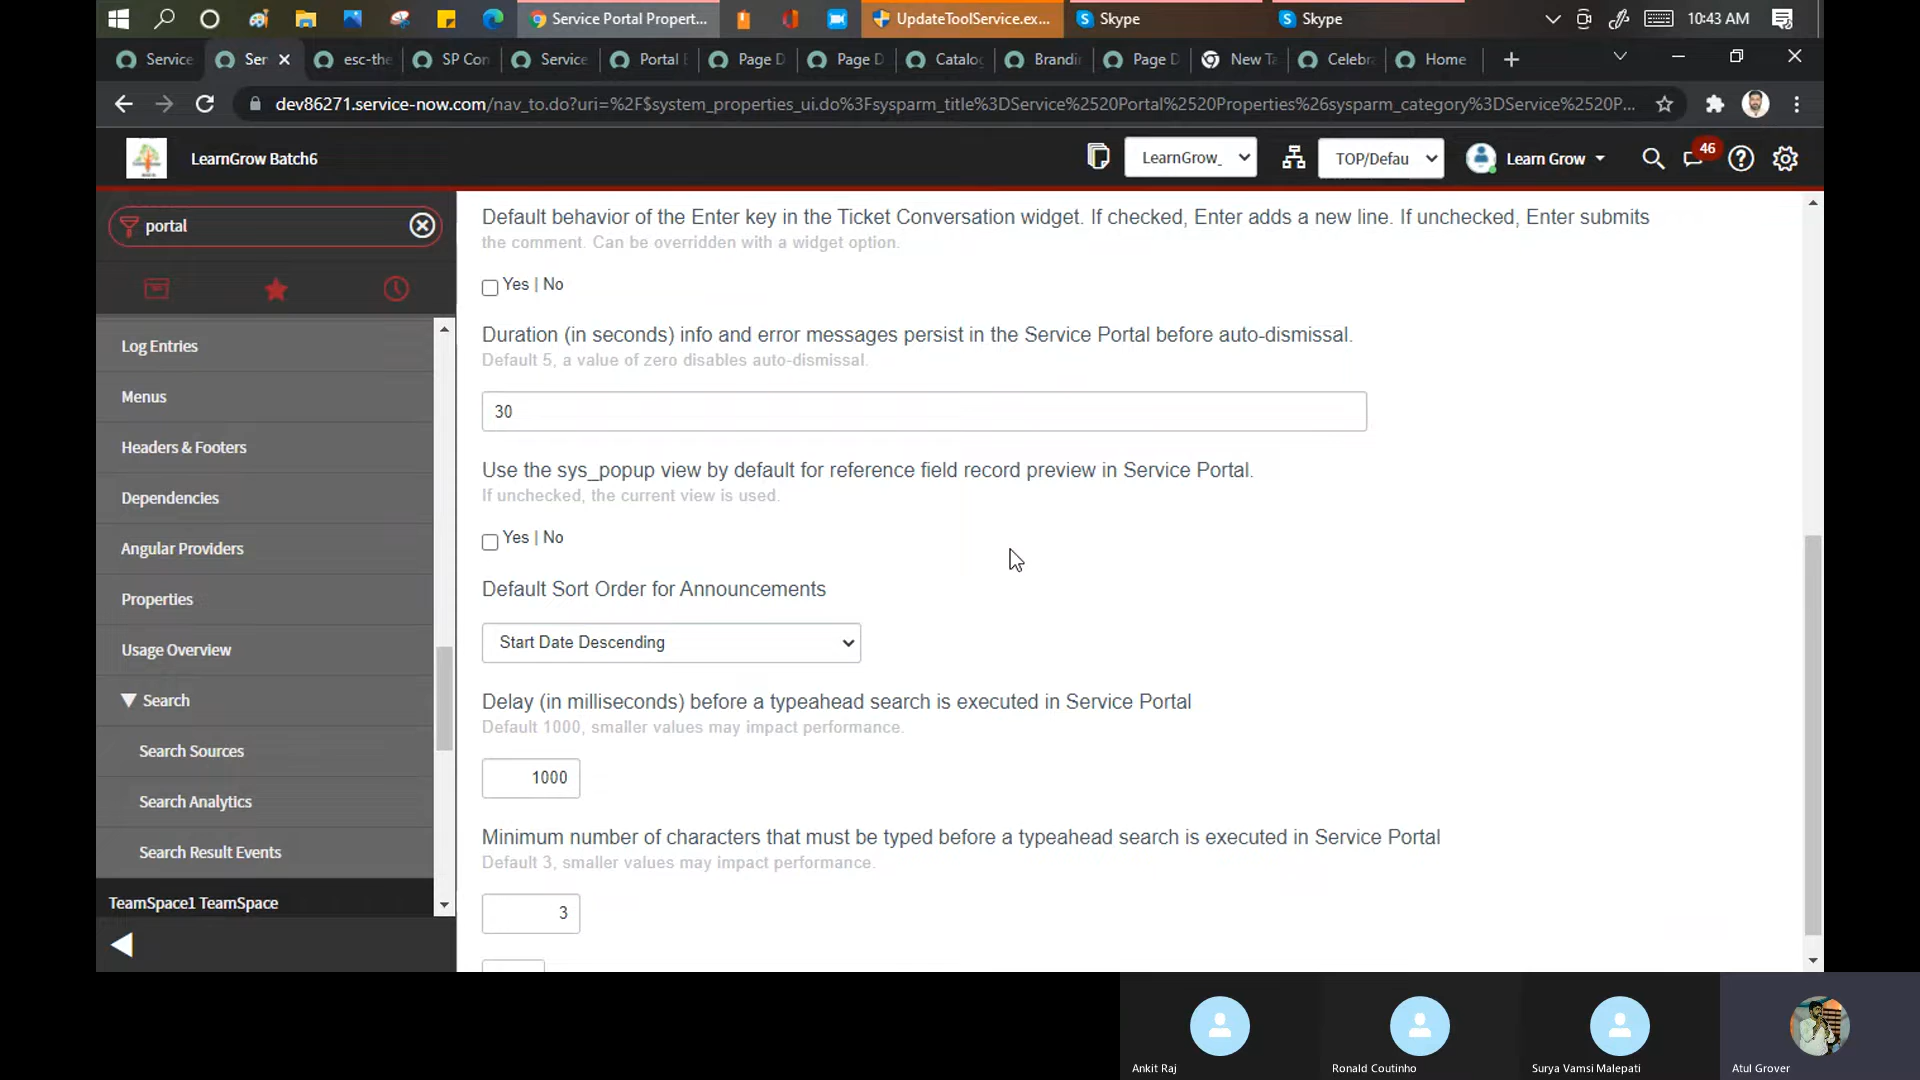 Service Portal Propert...
UpdateToolService.ex...
Skype
Skype
10:43 AM
Service
Ser
esc-the
SP Con
Service
Portal
Page D
Page D
Catalo
Brandi
Page D
New Ta
Celebr
Home
dev86271.service-now.com/nav_to.do?uri=%2F$system_properties_ui.do%3Fsysparm_title%3DService%2520Portal%2520Properties%26sysparm_category%3DService%2520P...
LearnGrow Batch6
LearnGrow_
TOP/Defau
Learn Grow
46
portal
Log Entries
Menus
Headers & Footers
Dependencies
Angular Providers
Properties
Usage Overview
Search
Search Sources
Search Analytics
Search Result Events
TeamSpace1 TeamSpace
Default behavior of the Enter key in the Ticket Conversation widget. If checked, Enter adds a new line. If unchecked, Enter submits
the comment. Can be overridden with a widget option.
Yes | No
Duration (in seconds) info and error messages persist in the Service Portal before auto-dismissal.
Default 5, a value of zero disables auto-dismissal.
30
Use the sys_popup view by default for reference field record preview in Service Portal.
If unchecked, the current view is used.
Yes | No
Default Sort Order for Announcements
Start Date Descending
Delay (in milliseconds) before a typeahead search is executed in Service Portal
Default 1000, smaller values may impact performance.
1000
Minimum number of characters that must be typed before a typeahead search is executed in Service Portal
Default 3, smaller values may impact performance.
3
Ankit Raj
Ronald Coutinho
Surya Vamsi Malepati
Atul Grover